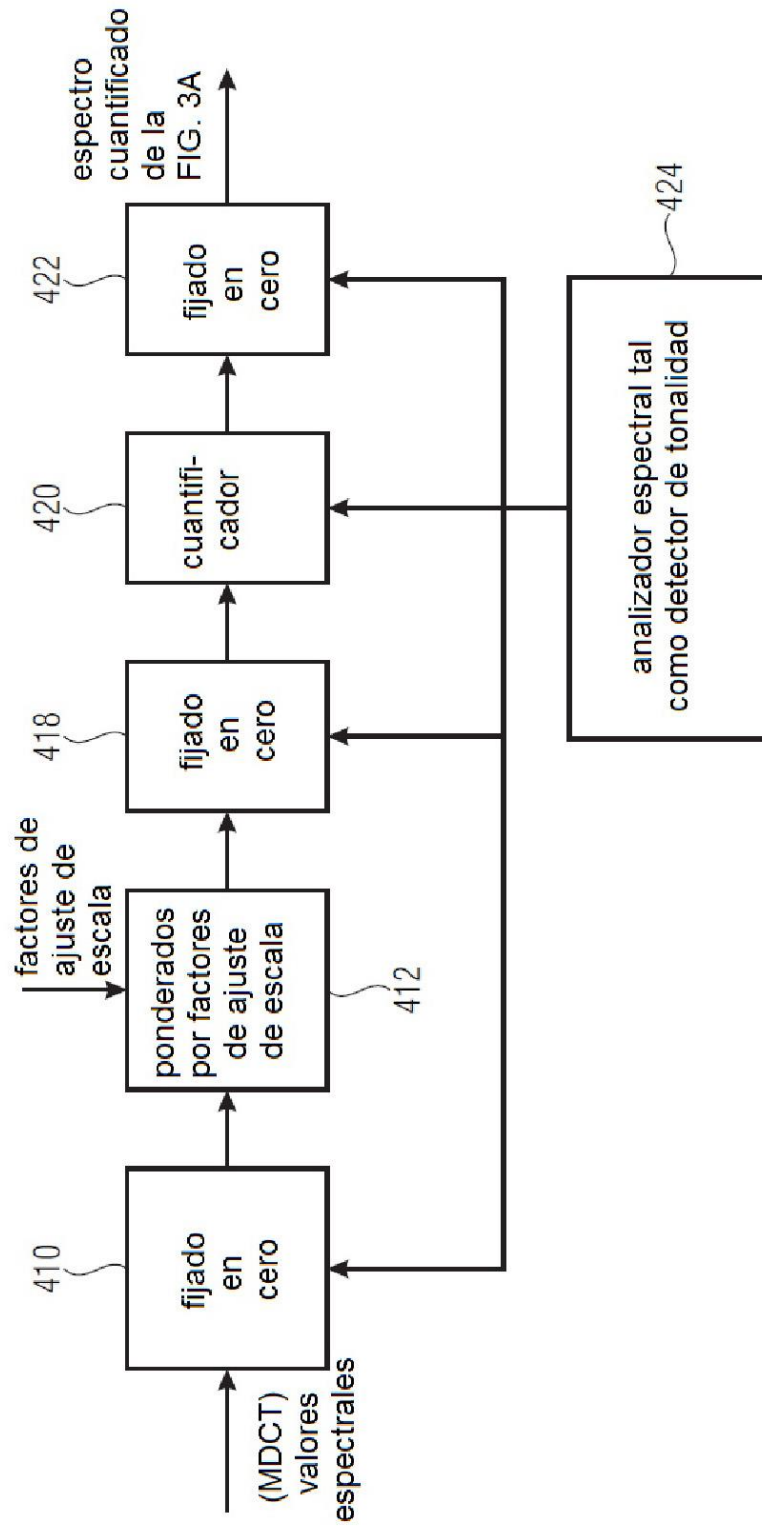 (MDCT)
valores
espectrales
410
fijado
en
cero
factores de
ajuste de
escala
ponderados
por factores
de ajuste
de escala
412
418
fijado
en
cero
420
cuantifi-
cador
422
fijado
en
cero
espectro
cuantificado
de la
FIG. 3A
424
analizador espectral tal
como detector de tonalidad